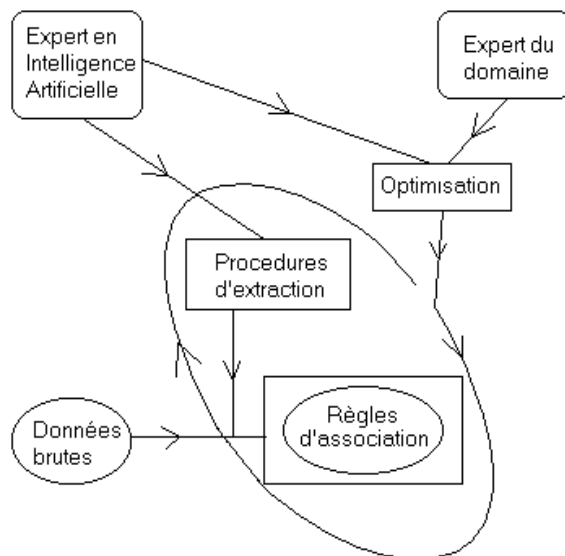 Expert en
Intelligence
Artificielle
Expert du
domaine
Optimisation
Procedures
d'extraction
Données
brutes
Règles
d'association